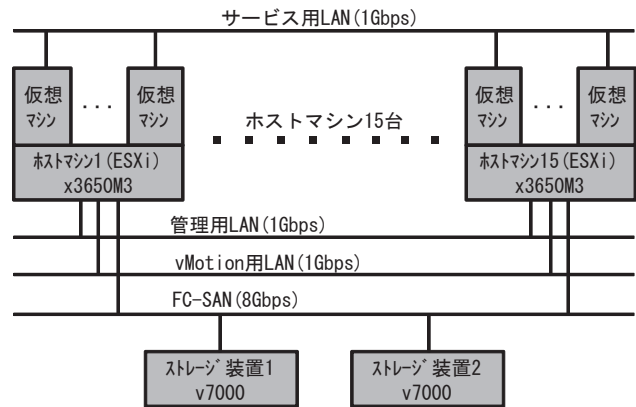 サービス用LAN(1Gbps)
仮想
ﾏｼﾝ
...
仮想
ﾏｼﾝ
ホストマシン15台
仮想
ﾏｼﾝ
...
仮想
ﾏｼﾝ
ﾎｽﾄﾏｼﾝ1(ESXi)
x3650M3
ﾎｽﾄﾏｼﾝ15(ESXi)
x3650M3
管理用LAN(1Gbps)
vMotion用LAN(1Gbps)
FC-SAN(8Gbps)
ｽﾄﾚｰｼﾞ装置1
v7000
ｽﾄﾚｰｼﾞ装置2
v7000